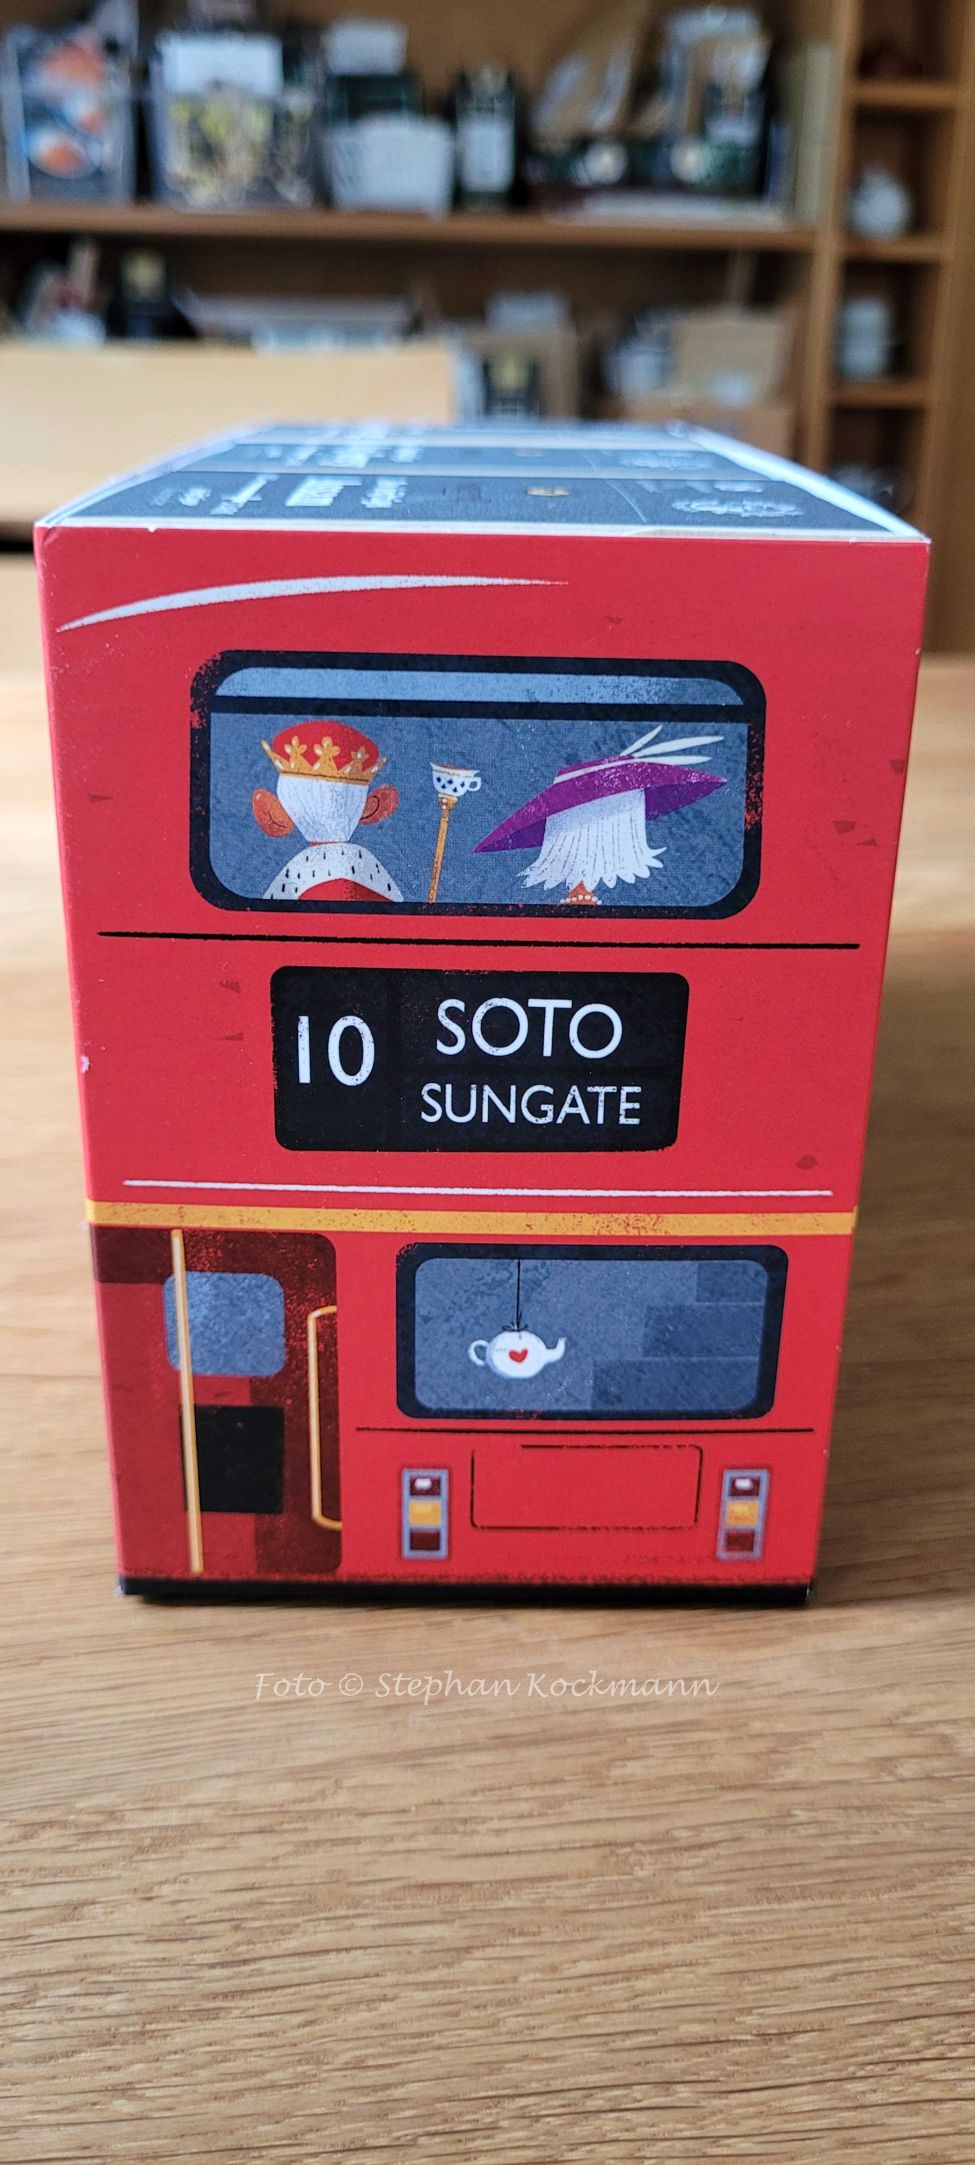 10
SOTO
SUNGATE
Foto © Stephan Kockmann